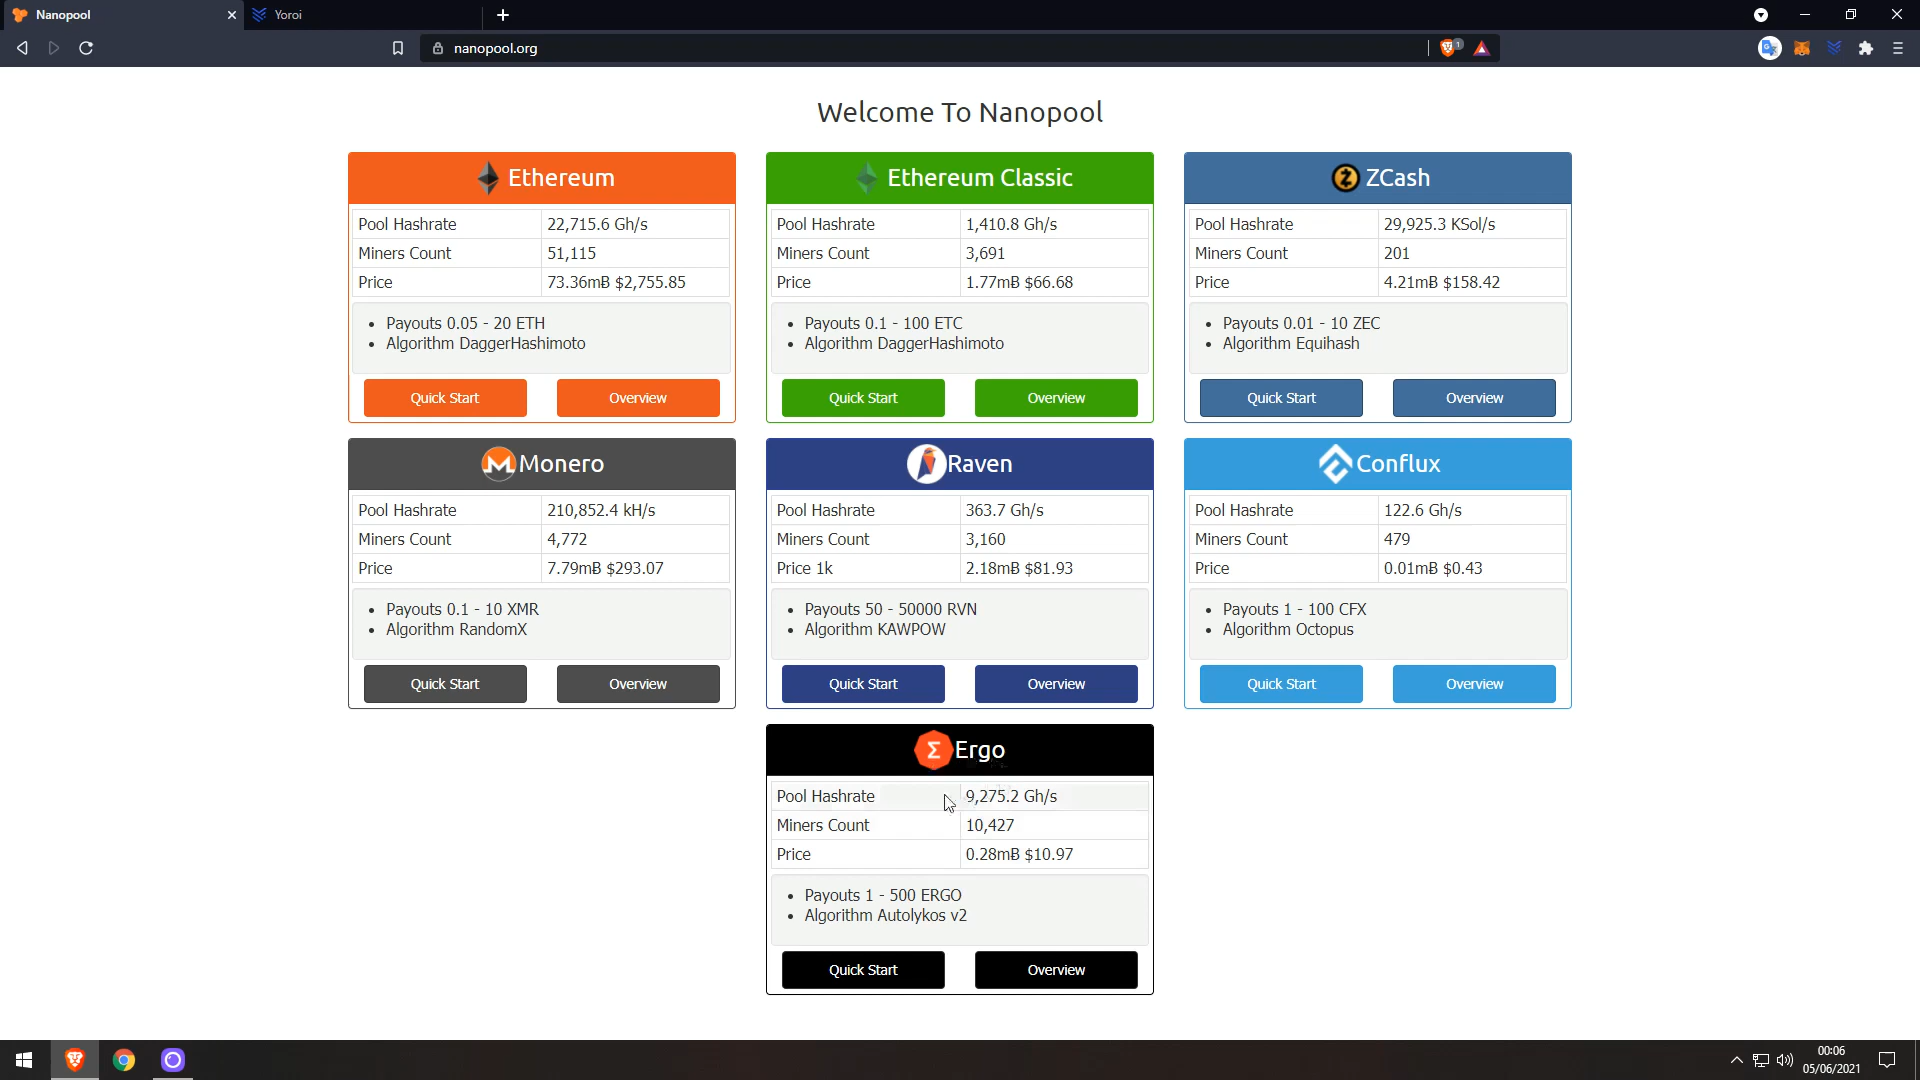 Nanopool
Yoroi
nanopool.org
1
Welcome To Nanopool
Ethereum
Pool Hashrate 22,715.6 Gh/s
Miners Count 51,115
Price 73.36mɃ $2,755.85
Payouts 0.05 - 20 ETH
Algorithm DaggerHashimoto
Quick Start Overview
Ethereum Classic
Pool Hashrate 1,410.8 Gh/s
Miners Count 3,691
Price 1.77mɃ $66.68
Payouts 0.1 - 100 ETC
Algorithm DaggerHashimoto
Quick Start Overview
ZCash
Pool Hashrate 29,925.3 KSol/s
Miners Count 201
Price 4.21mɃ $158.42
Payouts 0.01 - 10 ZEC
Algorithm Equihash
Quick Start Overview
Monero
Pool Hashrate 210,852.4 kH/s
Miners Count 4,772
Price 7.79mɃ $293.07
Payouts 0.1 - 10 XMR
Algorithm RandomX
Quick Start Overview
Raven
Pool Hashrate 363.7 Gh/s
Miners Count 3,160
Price 1k 2.18mɃ $81.93
Payouts 50 - 50000 RVN
Algorithm KAWPOW
Quick Start Overview
Conflux
Pool Hashrate 122.6 Gh/s
Miners Count 479
Price 0.01mɃ $0.43
Payouts 1 - 100 CFX
Algorithm Octopus
Quick Start Overview
Σ Ergo
Pool Hashrate 9,275.2 Gh/s
Miners Count 10,427
Price 0.28mɃ $10.97
Payouts 1 - 500 ERGO
Algorithm Autolykos v2
Quick Start Overview
00:06
05/06/2021